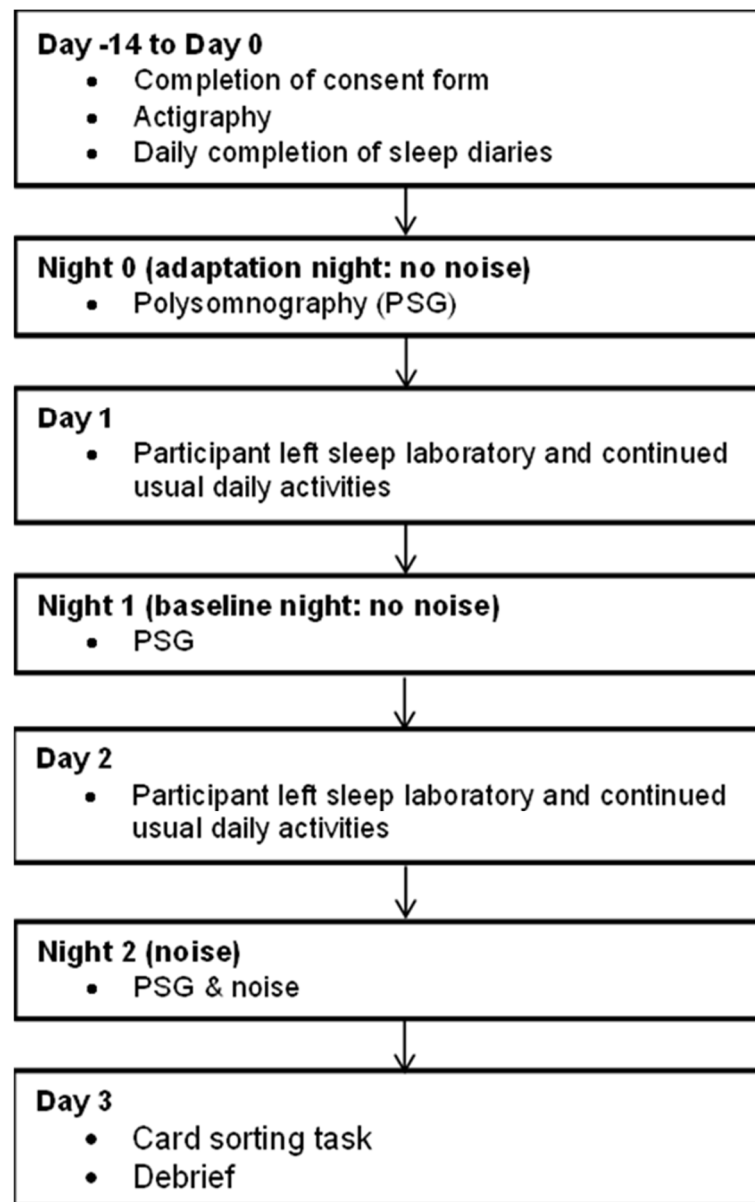 Day -14 to Day 0
• Completion of consent form
• Actigraphy
• Daily completion of sleep diaries
Night 0 (adaptation night: no noise)
• Polysomnography (PSG)
Day 1
• Participant left sleep laboratory and continued
usual daily activities
Night 1 (baseline night: no noise)
• PSG
Day 2
• Participant left sleep laboratory and continued
usual daily activities
Night 2 (noise)
• PSG & noise
Day 3
• Card sorting task
• Debrief